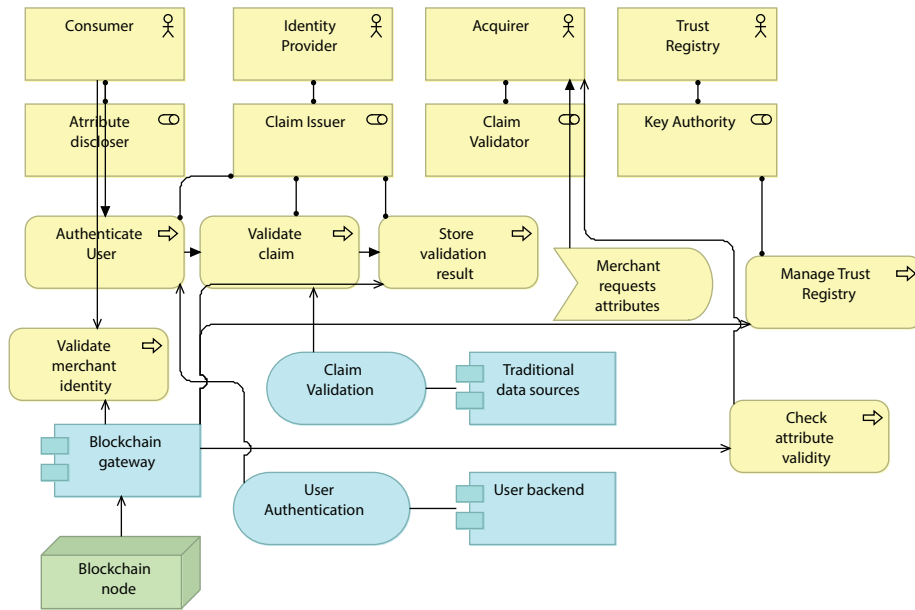 Consumer
Identity
Provider
Acquirer
Trust
Registry
Atrribute
discloser
Claim Issuer
Claim
Validator
Key Authority
Authenticate
User
Validate
claim
Store
validation
result
Merchant
requests
attributes
Manage Trust
Registry
Validate
merchant
identity
Claim
Validation
Traditional
data sources
Check
attribute
validity
Blockchain
gateway
User
Authentication
User backend
Blockchain
node